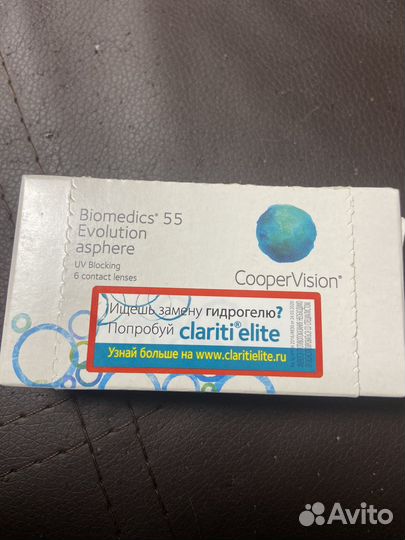 Biomedics® 55
Evolution
asphere
UV Blocking
6 contact lenses
CooperVision®
Ищешь замену гидрогелю?
Попробуй clariti® elite
Узнай больше на www.claritielite.ru
Avito